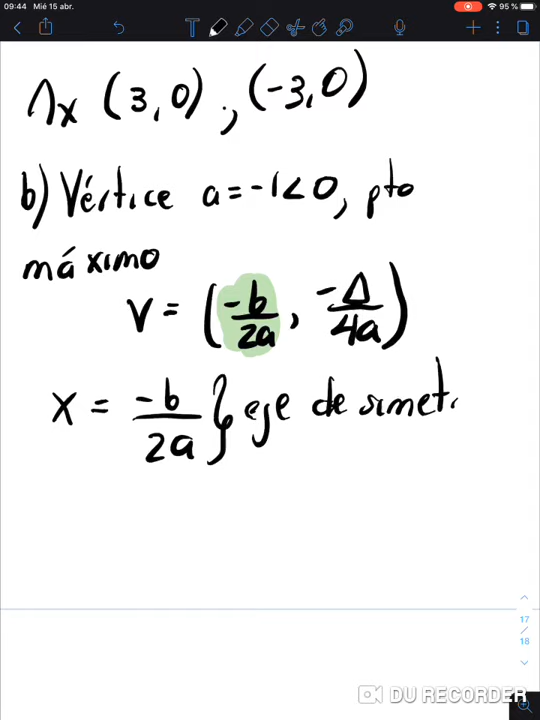 09:44 Mié 15 abr. 95 %
∩x (3,0) , (-3,0)
b) Vértice a=-1<0, pto
máximo
V = (-b/2a, -Δ/4a)
x = -b/2a } eje de simet.
17
/
18
DU RECORDER